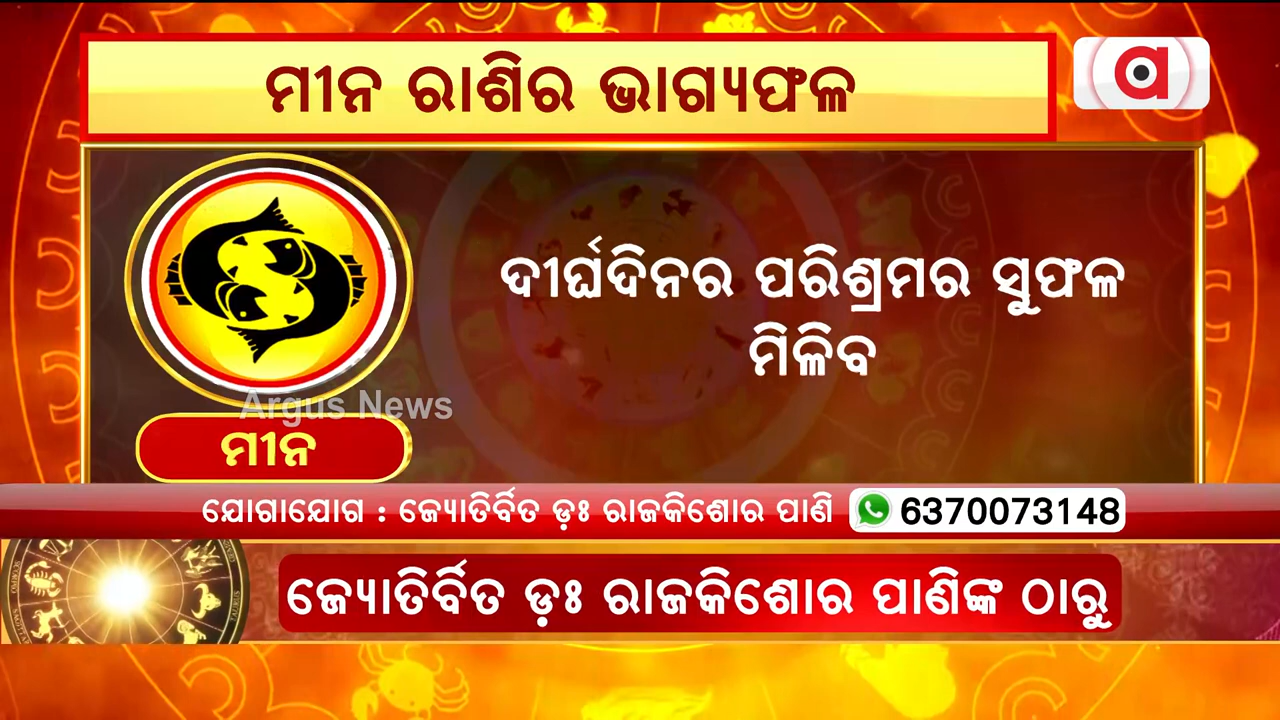 ମୀନ ରାଶିର ଭାଗ୍ୟଫଳ
a
ଦୀର୍ଘଦିନର ପରିଶ୍ରମର ସୁଫଳ
ମିଳିବ
Argus News
ମୀନ
ଯୋଗାଯୋଗ : ଜ୍ୟୋତିର୍ବିତ ଡ଼ଃ ରାଜକିଶୋର ପାଣି 6370073148
ଜ୍ୟୋତିର୍ବିତ ଡ଼ଃ ରାଜକିଶୋର ପାଣିଙ୍କ ଠାରୁ